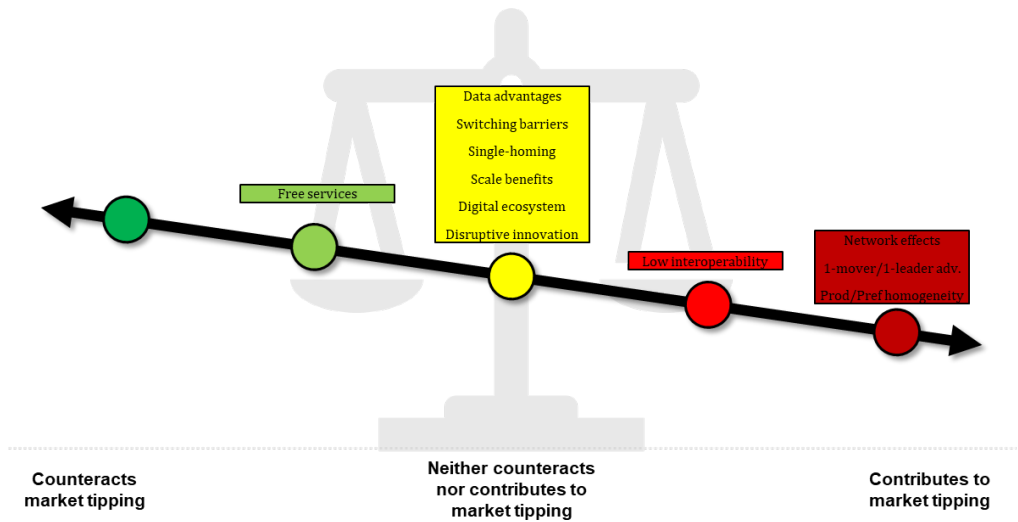 Data advantages
Switching barriers
Single-homing
Scale benefits
Digital ecosystem
Disruptive innovation
Free services
Low interoperability
Network effects
1-mover/1-leader adv.
Prod/Pref homogeneity
Counteracts
market tipping
Neither counteracts
nor contributes to
market tipping
Contributes to
market tipping